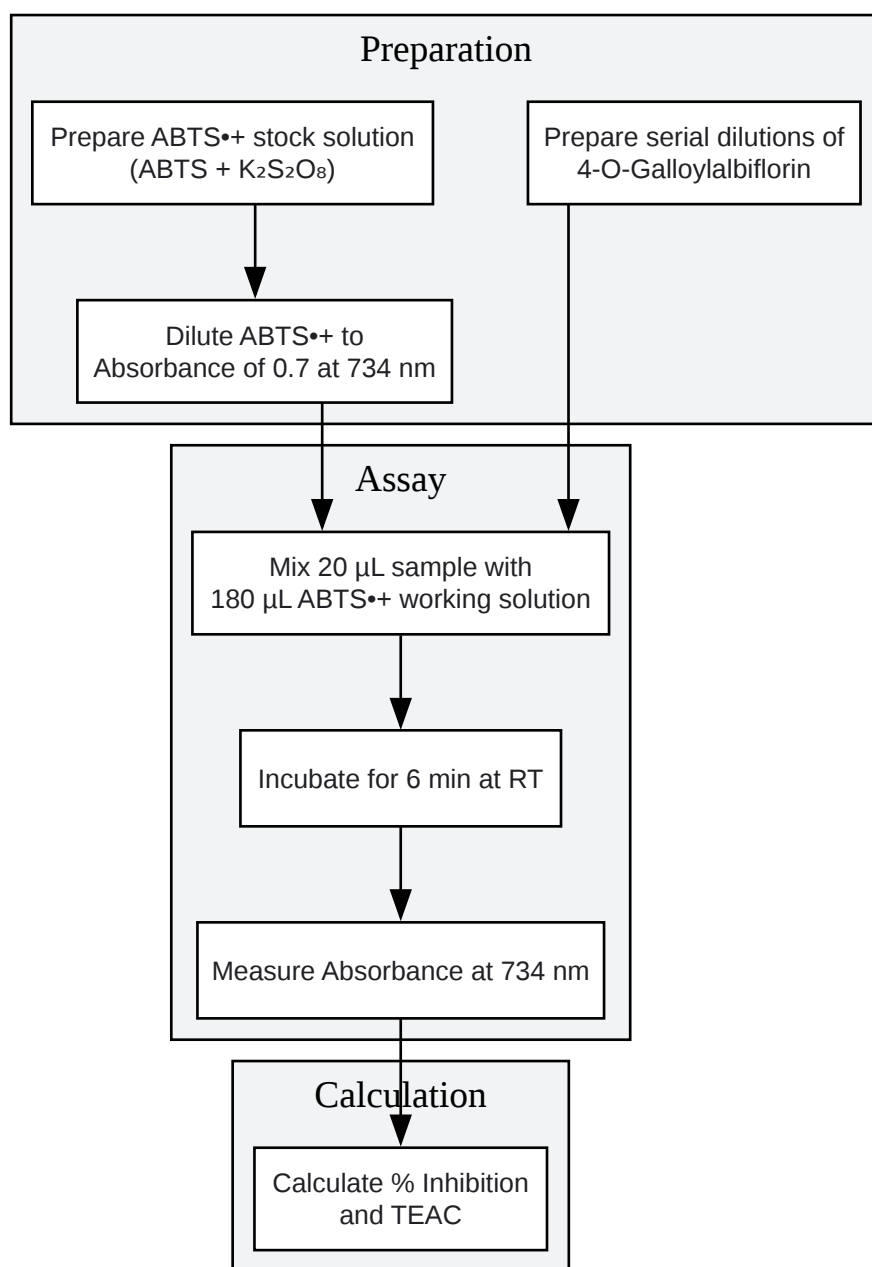 Preparation
Prepare ABTS•+ stock solution
(ABTS + K₂S₂O₈)
Prepare serial dilutions of
4-O-Galloylalbiflorin
Dilute ABTS•+ to
Absorbance of 0.7 at 734 nm
Assay
Mix 20 µL sample with
180 µL ABTS•+ working solution
Incubate for 6 min at RT
Measure Absorbance at 734 nm
Calculation
Calculate % Inhibition
and TEAC